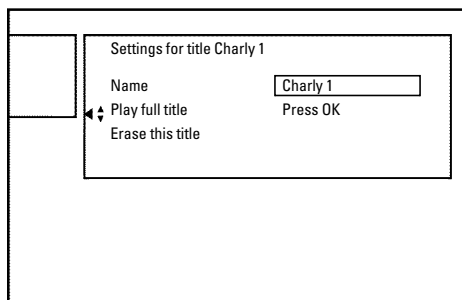 Settings for title Charly 1
Name Charly 1
Play full title Press OK
Erase this title